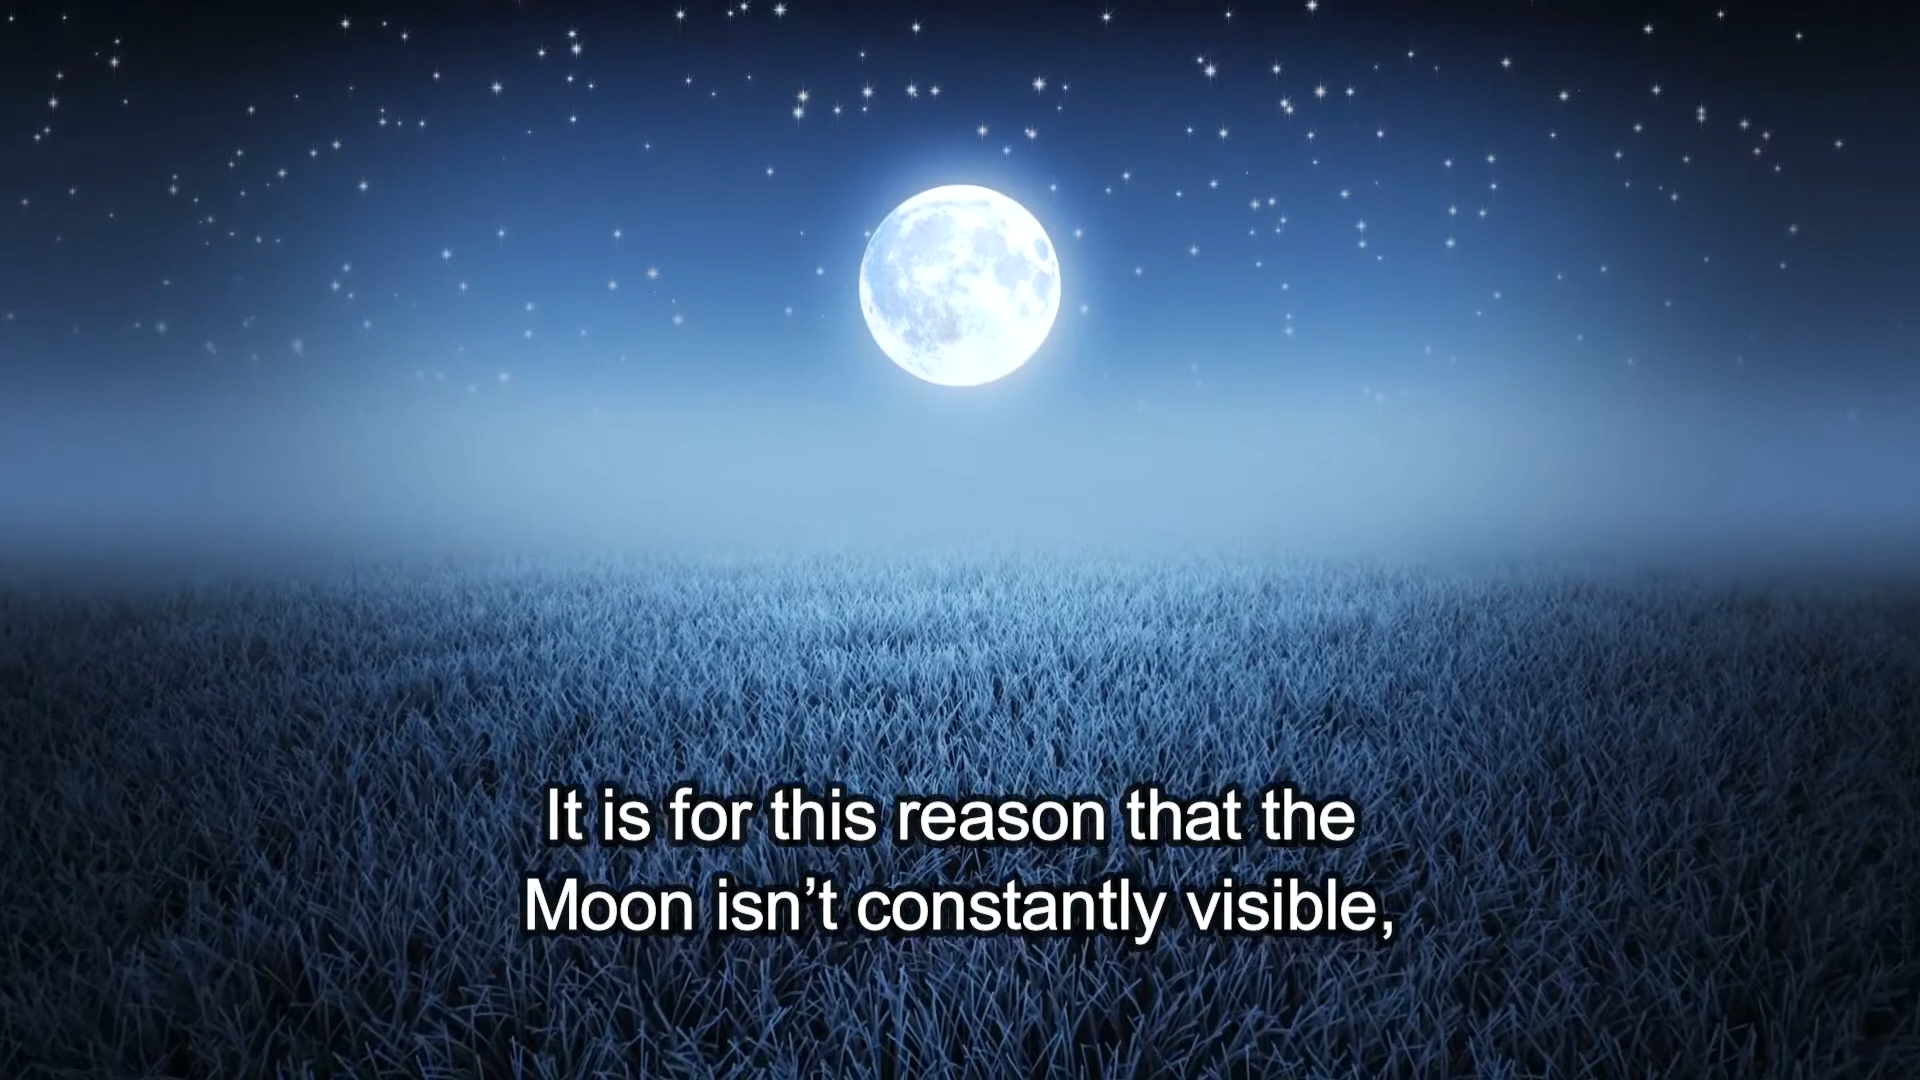 It is for this reason that the
Moon isn’t constantly visible,